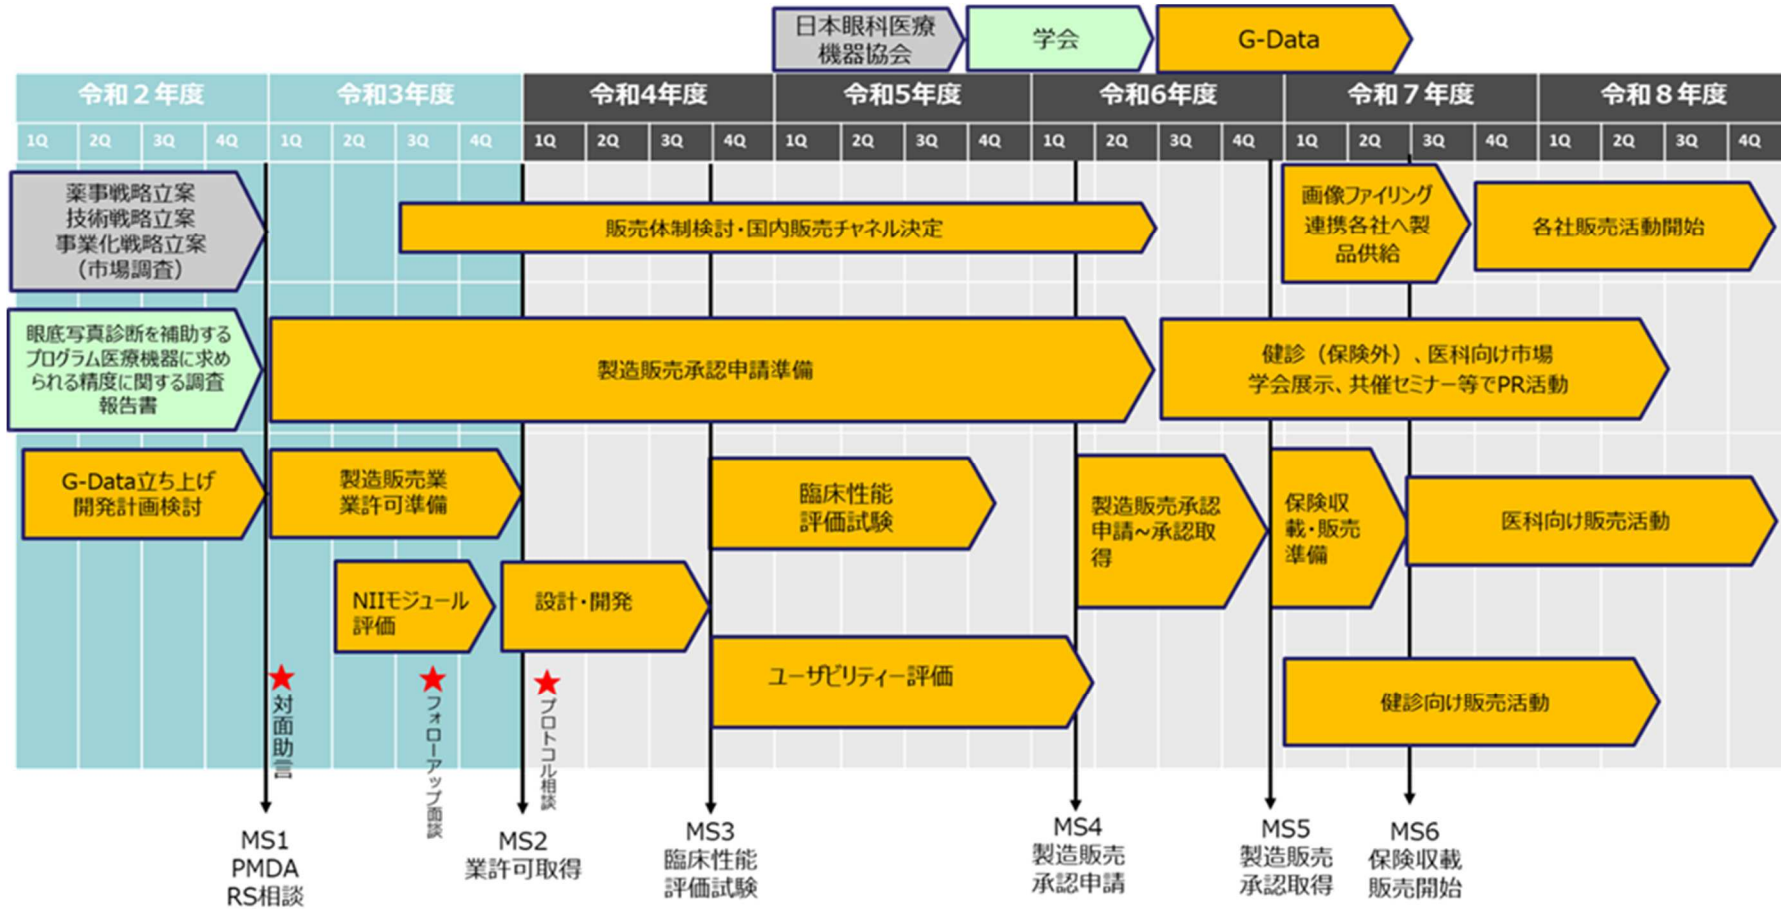 日本眼科医療
機器協会
学会
G-Data
令和２年度
令和3年度
令和4年度
令和5年度
令和6年度
令和７年度
令和８年度
1Q 2Q 3Q 4Q 1Q 2Q 3Q 4Q 1Q 2Q 3Q 4Q 1Q 2Q 3Q 4Q 1Q 2Q 3Q 4Q 1Q 2Q 3Q 4Q 1Q 2Q 3Q 4Q
薬事戦略立案
技術戦略立案
事業化戦略立案
（市場調査）
販売体制検討・国内販売チャネル決定
画像ファイリング
連携各社へ製
品供給
各社販売活動開始
眼底写真診断を補助する
プログラム医療機器に求め
られる精度に関する調査
報告書
製造販売承認申請準備
健診（保険外）、医科向け市場
学会展示、共催セミナー等でPR活動
G-Data立ち上げ
開発計画検討
製造販売業
業許可準備
臨床性能
評価試験
製造販売承認
申請~承認取
得
保険収
載・販売
準備
医科向け販売活動
NIIモジュール
評価
設計・開発
ユーザビリティー評価
健診向け販売活動
対面助言
フォローアップ面談
プロトコル相談
MS1
PMDA
RS相談
MS2
業許可取得
MS3
臨床性能
評価試験
MS4
製造販売
承認申請
MS5
製造販売
承認取得
MS6
保険収載
販売開始